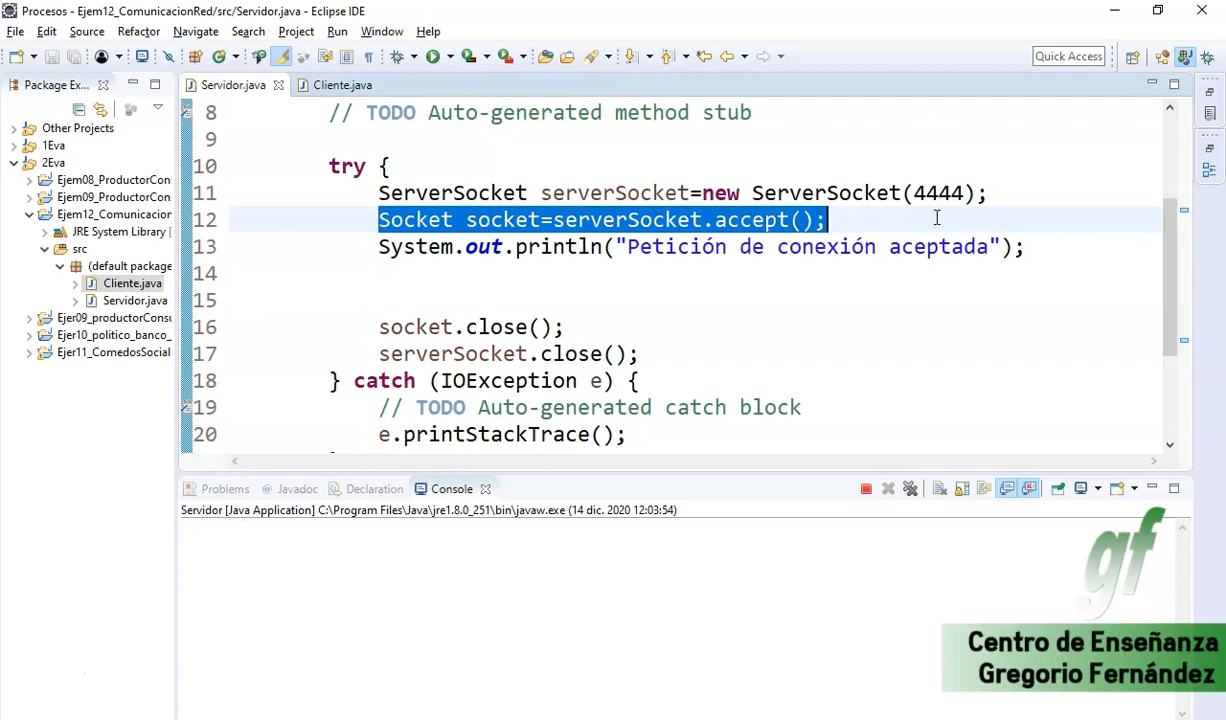 Procesos - Ejem12_ComunicacionRed/src/Servidor.java - Eclipse IDE
File Edit Source Refactor Navigate Search Project Run Window Help
Quick Access
Package Ex...
Servidor.java
Cliente.java
Other Projects
1Eva
2Eva
Ejem08_ProductorCon
Ejem09_ProductorCon
Ejem12_Comunicacior
JRE System Library [
src
(default package
Cliente.java
Servidor.java
Ejer09_productorConsu
Ejer10_politico_banco_
Ejer11_ComedosSocial
8 // TODO Auto-generated method stub
9
10 try {
11 ServerSocket serverSocket=new ServerSocket(4444);
12 Socket socket=serverSocket.accept();
13 System.out.println("Petición de conexión aceptada");
14
15
16 socket.close();
17 serverSocket.close();
18 } catch (IOException e) {
19 // TODO Auto-generated catch block
20 e.printStackTrace();
Problems @ Javadoc Declaration Console
Servidor [Java Application] C:\Program Files\Java\jre1.8.0_251\bin\javaw.exe (14 dic. 2020 12:03:54)
gf
Centro de Enseñanza
Gregorio Fernández